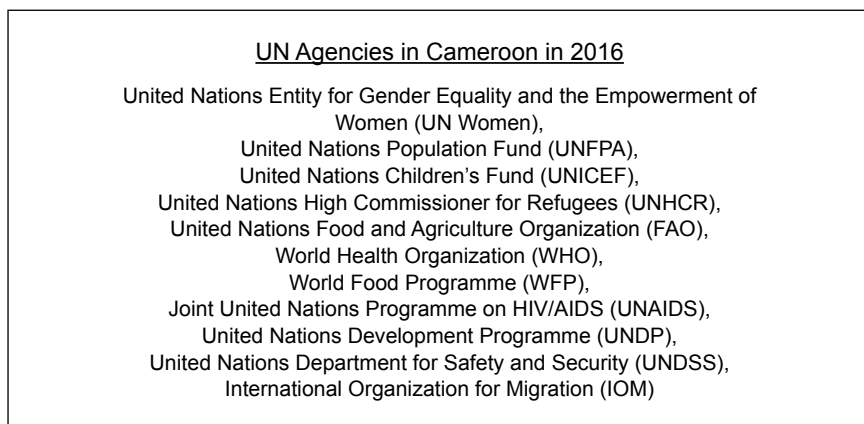 UN Agencies in Cameroon in 2016
United Nations Entity for Gender Equality and the Empowerment of
Women (UN Women),
United Nations Population Fund (UNFPA),
United Nations Children’s Fund (UNICEF),
United Nations High Commissioner for Refugees (UNHCR),
United Nations Food and Agriculture Organization (FAO),
World Health Organization (WHO),
World Food Programme (WFP),
Joint United Nations Programme on HIV/AIDS (UNAIDS),
United Nations Development Programme (UNDP),
United Nations Department for Safety and Security (UNDSS),
International Organization for Migration (IOM)